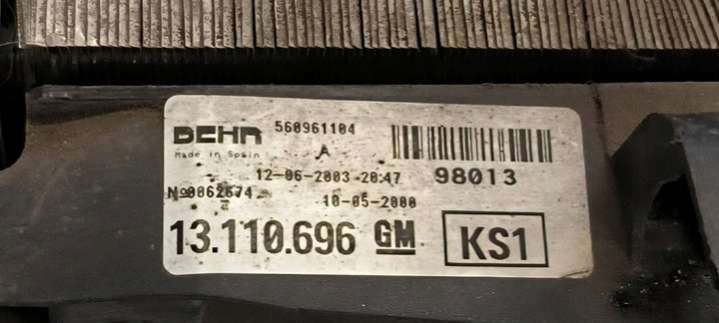 BEHR 560961104
Made in Spain A
12-06-2003 20:47 98013
Nº0062674 10-05-2000
13.110.696 GM KS1